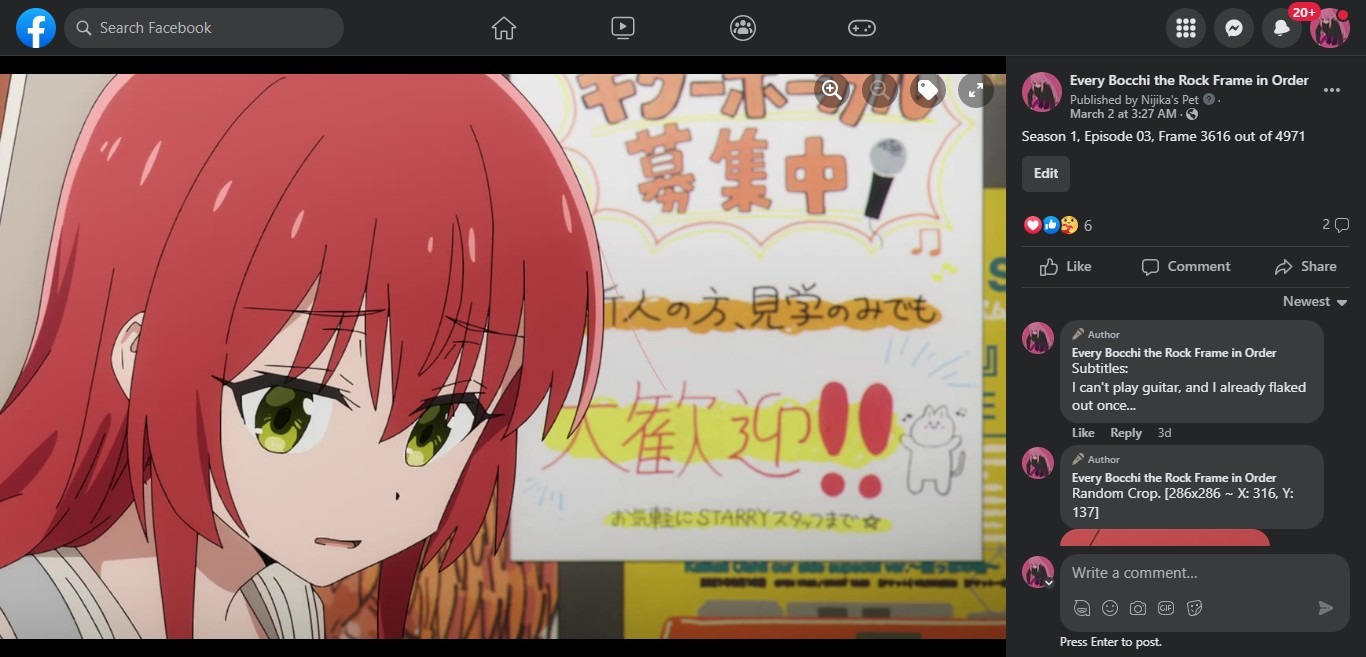 Search Facebook
20+
キッーホール
募集中
人の方、見学のみでも
大歓迎!!
お気軽にSTARRYスタッフまで☆
Every Bocchi the Rock Frame in Order
Published by Nijika's Pet ·
March 2 at 3:27 AM ·
Season 1, Episode 03, Frame 3616 out of 4971
Edit
6
2
Like
Comment
Share
Newest
Author
Every Bocchi the Rock Frame in Order
Subtitles:
I can't play guitar, and I already flaked
out once...
Like Reply 3d
Author
Every Bocchi the Rock Frame in Order
Random Crop. [286x286 ~ X: 316, Y:
137]
Write a comment...
GIF
Press Enter to post.